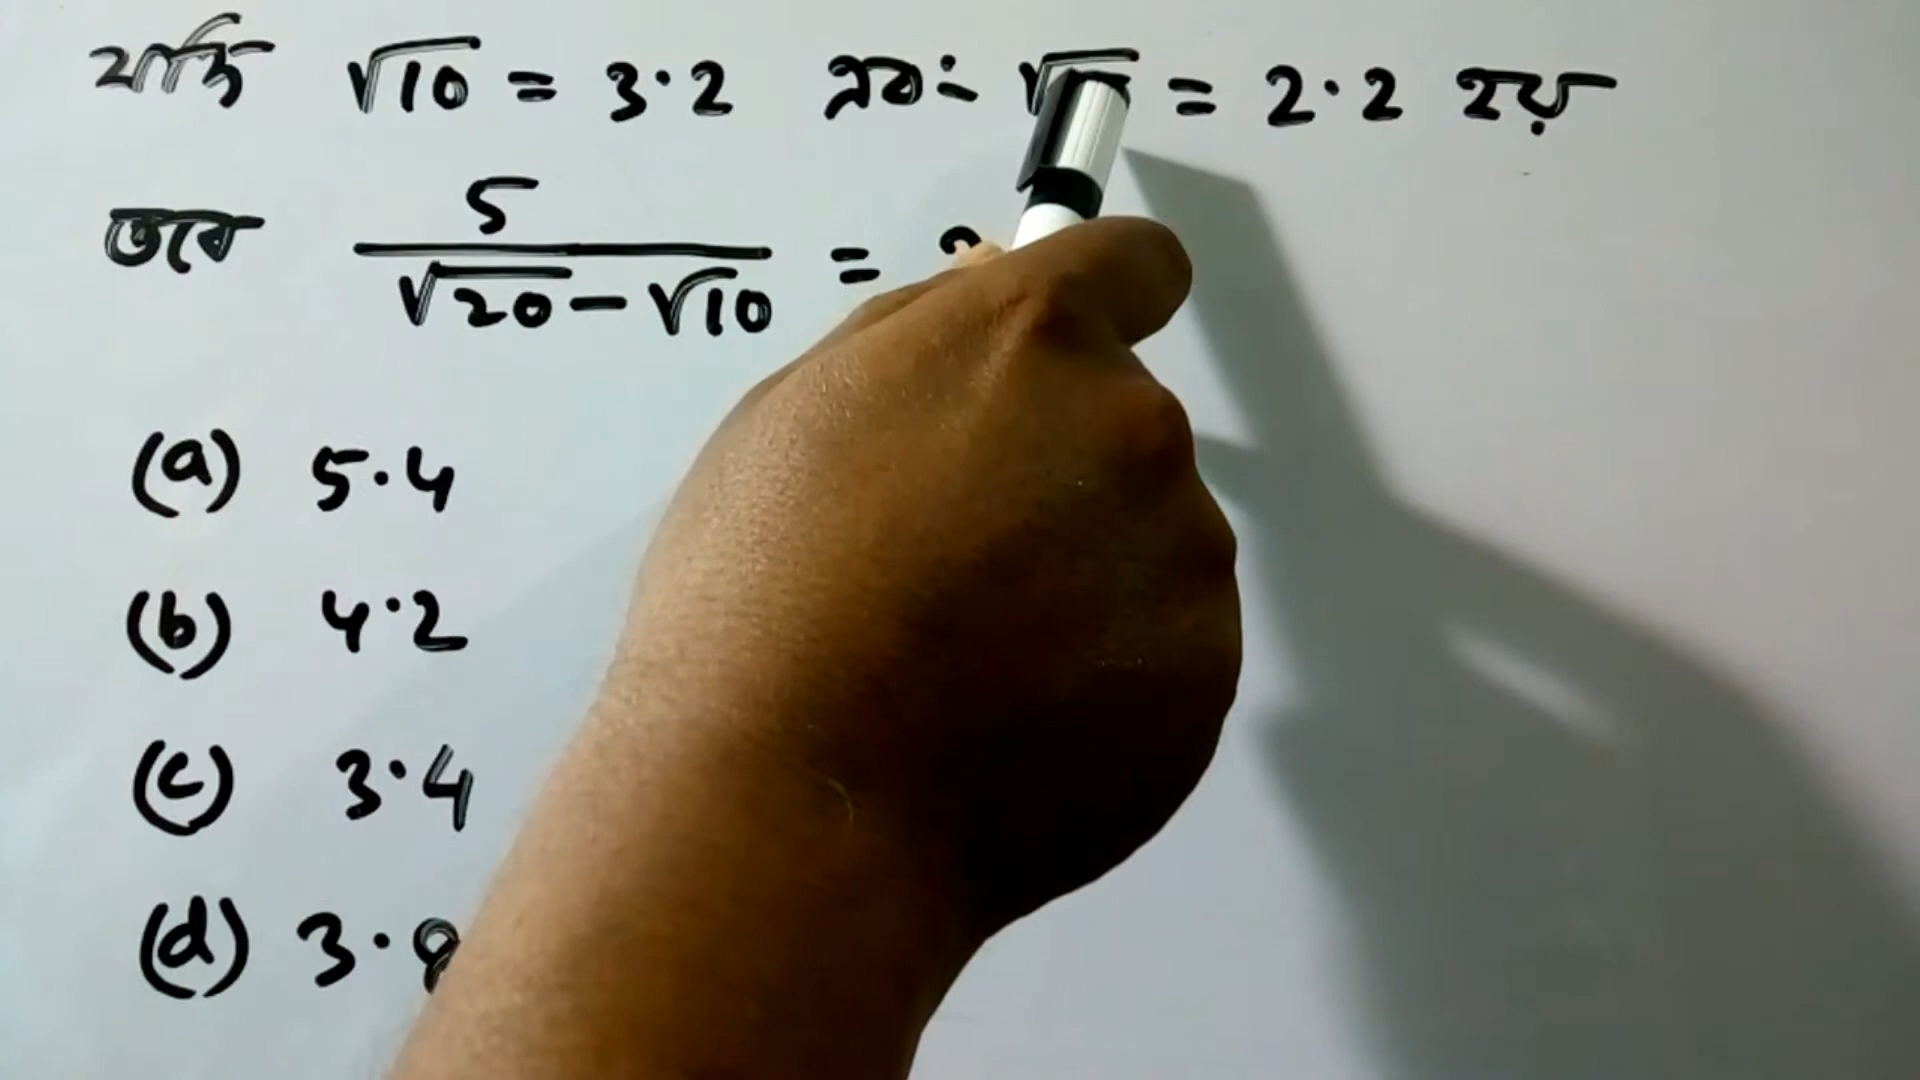 যদি √10 = 3.2 এবং √ = 2.2 হয়
তবে 5 / (√20 - √10) =
(a) 5.4
(b) 4.2
(c) 3.4
(d) 3.8